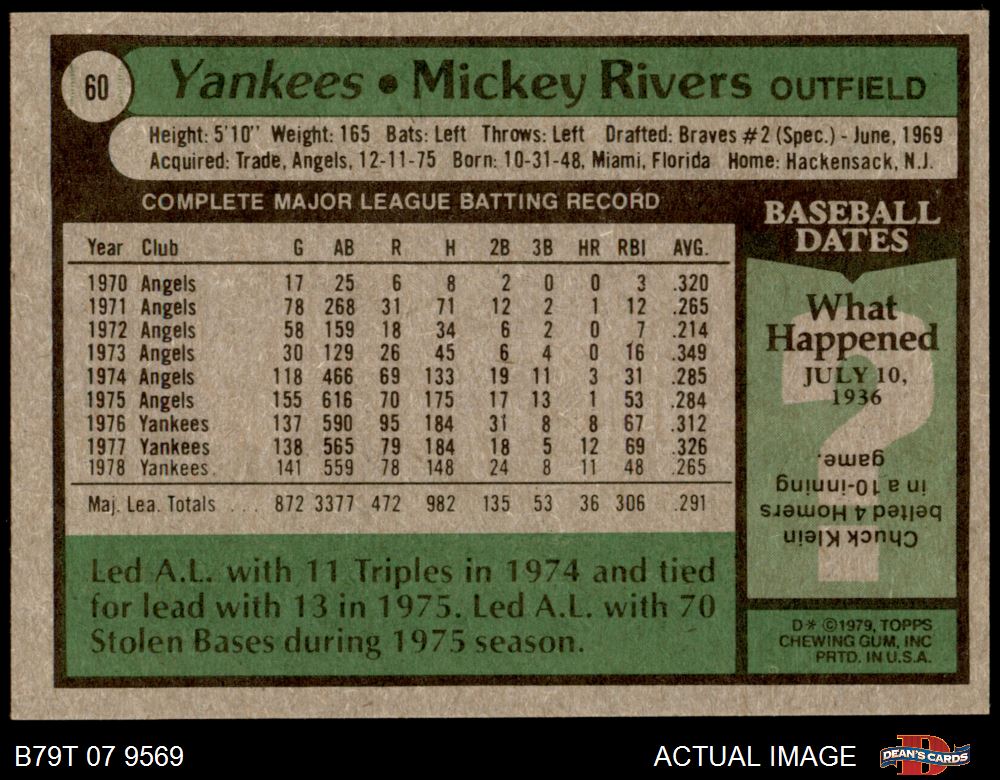 60
Yankees • Mickey Rivers OUTFIELD
Height: 5'10" Weight: 165 Bats: Left Throws: Left Drafted: Braves #2 (Spec.) - June, 1969
Acquired: Trade, Angels, 12-11-75 Born: 10-31-48, Miami, Florida Home: Hackensack, N.J.
COMPLETE MAJOR LEAGUE BATTING RECORD
Year Club G AB R H 2B 3B HR RBI AVG.
1970 Angels 17 25 6 8 2 0 0 3 .320
1971 Angels 78 268 31 71 12 2 1 12 .265
1972 Angels 58 159 18 34 6 2 0 7 .214
1973 Angels 30 129 26 45 6 4 0 16 .349
1974 Angels 118 466 69 133 19 11 3 31 .285
1975 Angels 155 616 70 175 17 13 1 53 .284
1976 Yankees 137 590 95 184 31 8 8 67 .312
1977 Yankees 138 565 79 184 18 5 12 69 .326
1978 Yankees. 141 559 78 148 24 8 11 48 .265
Maj. Lea. Totals . . . 872 3377 472 982 135 53 36 306 .291
Led A.L. with 11 Triples in 1974 and tied
for lead with 13 in 1975. Led A.L. with 70
Stolen Bases during 1975 season.
BASEBALL
DATES
What
Happened
JULY 10,
1936
?
Chuck Klein
belted 4 Homers
in a 10-inning
game.
D* ©1979, TOPPS
CHEWING GUM, INC
PRTD. IN U.S.A.
B79T 07 9569
ACTUAL IMAGE
D
DEAN'S CARDS